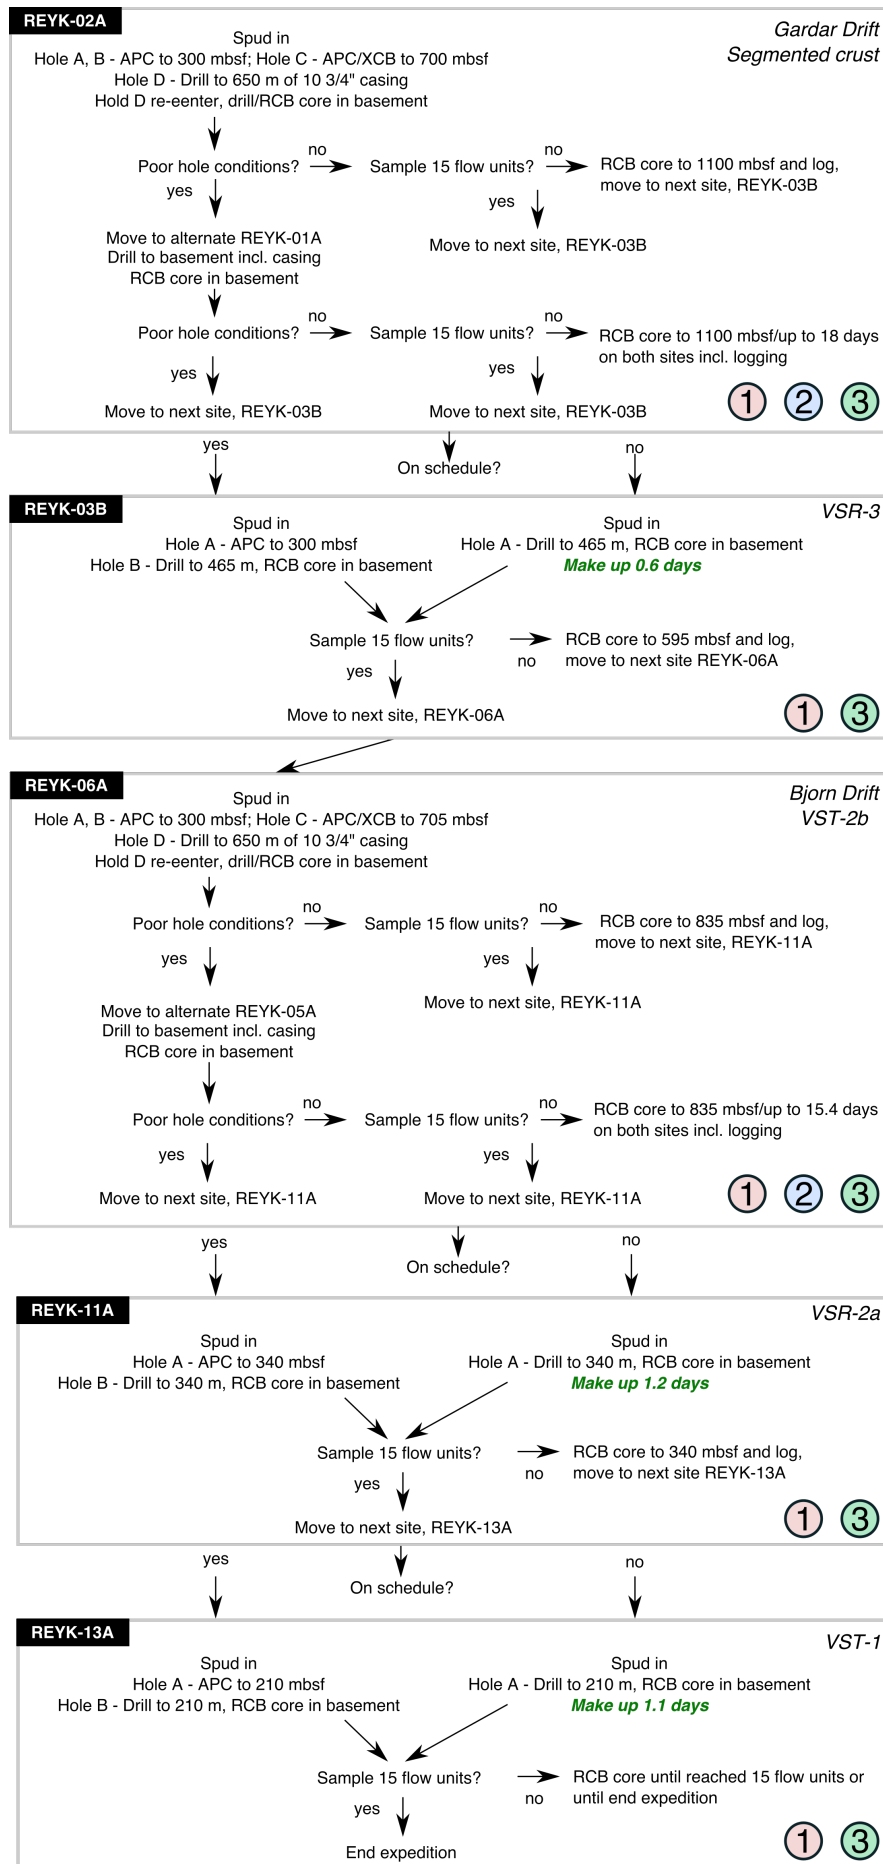 REYK-02A
Gardar Drift
Segmented crust
Spud in
Hole A, B - APC to 300 mbsf; Hole C - APC/XCB to 700 mbsf
Hole D - Drill to 650 m of 10 3/4" casing
Hold D re-eenter, drill/RCB core in basement
Poor hole conditions?
no
Sample 15 flow units?
no
RCB core to 1100 mbsf and log,
move to next site, REYK-03B
yes
yes
Move to next site, REYK-03B
Move to alternate REYK-01A
Drill to basement incl. casing
RCB core in basement
Poor hole conditions?
no
Sample 15 flow units?
no
RCB core to 1100 mbsf/up to 18 days
on both sites incl. logging
yes
yes
Move to next site, REYK-03B
Move to next site, REYK-03B
1 2 3
yes
On schedule?
no
REYK-03B
VSR-3
Spud in
Hole A - APC to 300 mbsf
Hole B - Drill to 465 m, RCB core in basement
Spud in
Hole A - Drill to 465 m, RCB core in basement
Make up 0.6 days
Sample 15 flow units?
no
RCB core to 595 mbsf and log,
move to next site REYK-06A
yes
Move to next site, REYK-06A
1 3
REYK-06A
Bjorn Drift
VST-2b
Spud in
Hole A, B - APC to 300 mbsf; Hole C - APC/XCB to 705 mbsf
Hole D - Drill to 650 m of 10 3/4" casing
Hold D re-eenter, drill/RCB core in basement
Poor hole conditions?
no
Sample 15 flow units?
no
RCB core to 835 mbsf and log,
move to next site, REYK-11A
yes
yes
Move to next site, REYK-11A
Move to alternate REYK-05A
Drill to basement incl. casing
RCB core in basement
Poor hole conditions?
no
Sample 15 flow units?
no
RCB core to 835 mbsf/up to 15.4 days
on both sites incl. logging
yes
yes
Move to next site, REYK-11A
Move to next site, REYK-11A
1 2 3
yes
On schedule?
no
REYK-11A
VSR-2a
Spud in
Hole A - APC to 340 mbsf
Hole B - Drill to 340 m, RCB core in basement
Spud in
Hole A - Drill to 340 m, RCB core in basement
Make up 1.2 days
Sample 15 flow units?
no
RCB core to 340 mbsf and log,
move to next site REYK-13A
yes
Move to next site, REYK-13A
1 3
yes
On schedule?
no
REYK-13A
VST-1
Spud in
Hole A - APC to 210 mbsf
Hole B - Drill to 210 m, RCB core in basement
Spud in
Hole A - Drill to 210 m, RCB core in basement
Make up 1.1 days
Sample 15 flow units?
no
RCB core until reached 15 flow units or
until end expedition
yes
End expedition
1 3